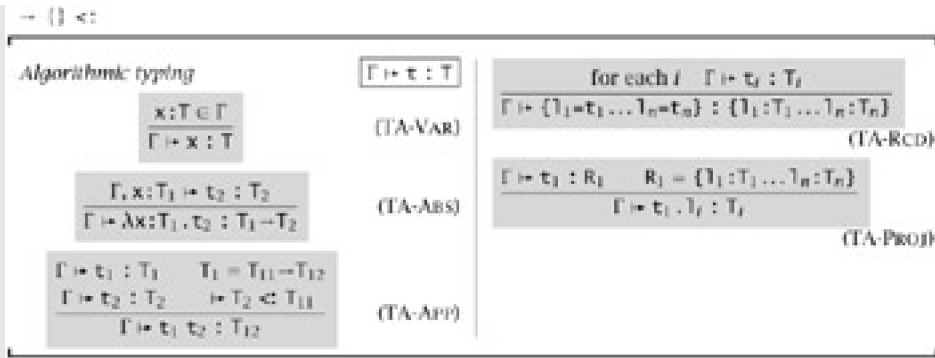 → {} <:
Algorithmic typing
Γ ↦ t : T
x:T ∈ Γ
Γ ↦ x : T
(TA-VAR)
Γ, x:T₁ ↦ t₂ : T₂
Γ ↦ λx:T₁.t₂ : T₁→T₂
(TA-ABS)
Γ ↦ t₁ : T₁ T₁ = T₁₁→T₁₂
Γ ↦ t₂ : T₂ ↦ T₂ <: T₁₁
Γ ↦ t₁ t₂ : T₁₂
(TA-APP)
for each i Γ ↦ tᵢ : Tᵢ
Γ ↦ {l₁=t₁...lₙ=tₙ} : {l₁:T₁...lₙ:Tₙ}
(TA-RCD)
Γ ↦ t₁ : R₁ R₁ = {l₁:T₁...lₙ:Tₙ}
Γ ↦ t₁.lᵢ : Tᵢ
(TA-PROJ)